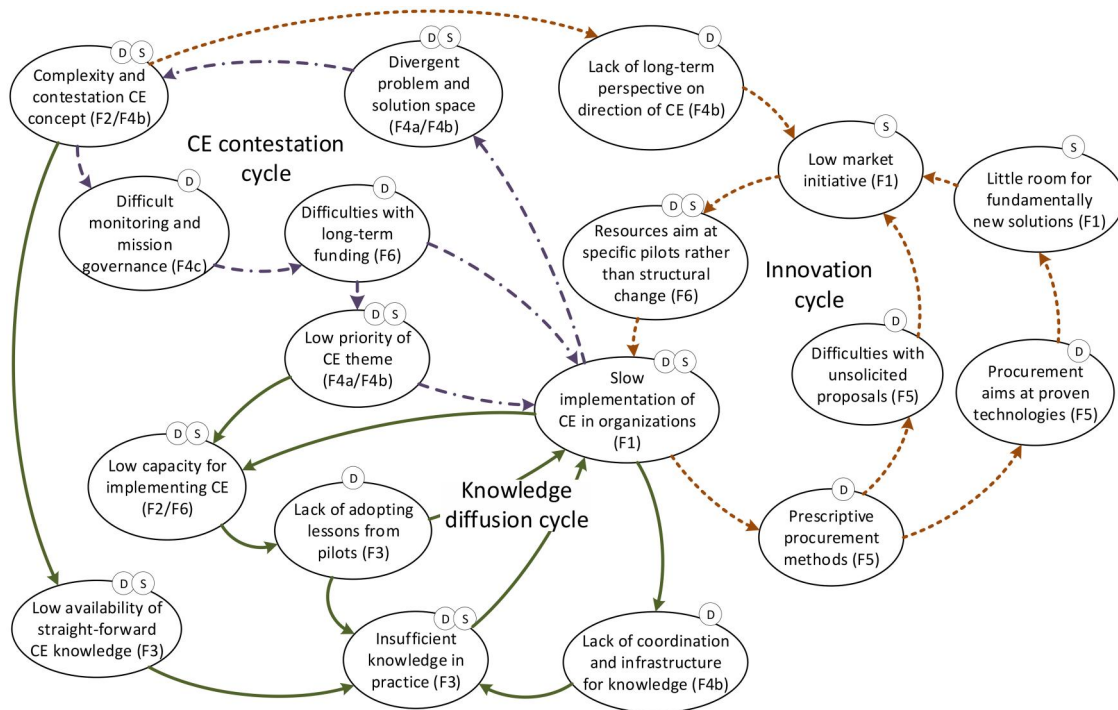 D S
Complexity and
contestation CE
concept (F2/F4b)
D S
Divergent
problem and
solution space
(F4a/F4b)
D
Lack of long-term
perspective on
direction of CE (F4b)
S
Low market
initiative (F1)
S
Little room for
fundamentally
new solutions
(F1)
CE contestation
cycle
D
Difficult
monitoring and
mission
governance (F4c)
D
Difficulties with
long-term
funding
(F6)
D S
Resources aim at
specific pilots rather
than structural
change (F6)
Innovation
cycle
D S
Low priority of
CE theme
(F4a/F4b)
D S
Slow
implementation of
CE in organizations
(F1)
D
Difficulties with
unsolicited
proposals (F5)
D
Procurement
aims at proven
technologies (F5)
D S
Low capacity for
implementing CE
(F2/F6)
D
Lack of adopting
lessons from
pilots (F3)
Knowledge
diffusion cycle
D
Prescriptive
procurement
methods (F5)
D S
Low availability of
straight-forward
CE knowledge (F3)
D S
Insufficient
knowledge in
practice (F3)
D
Lack of coordination
and infrastructure
for knowledge (F4b)